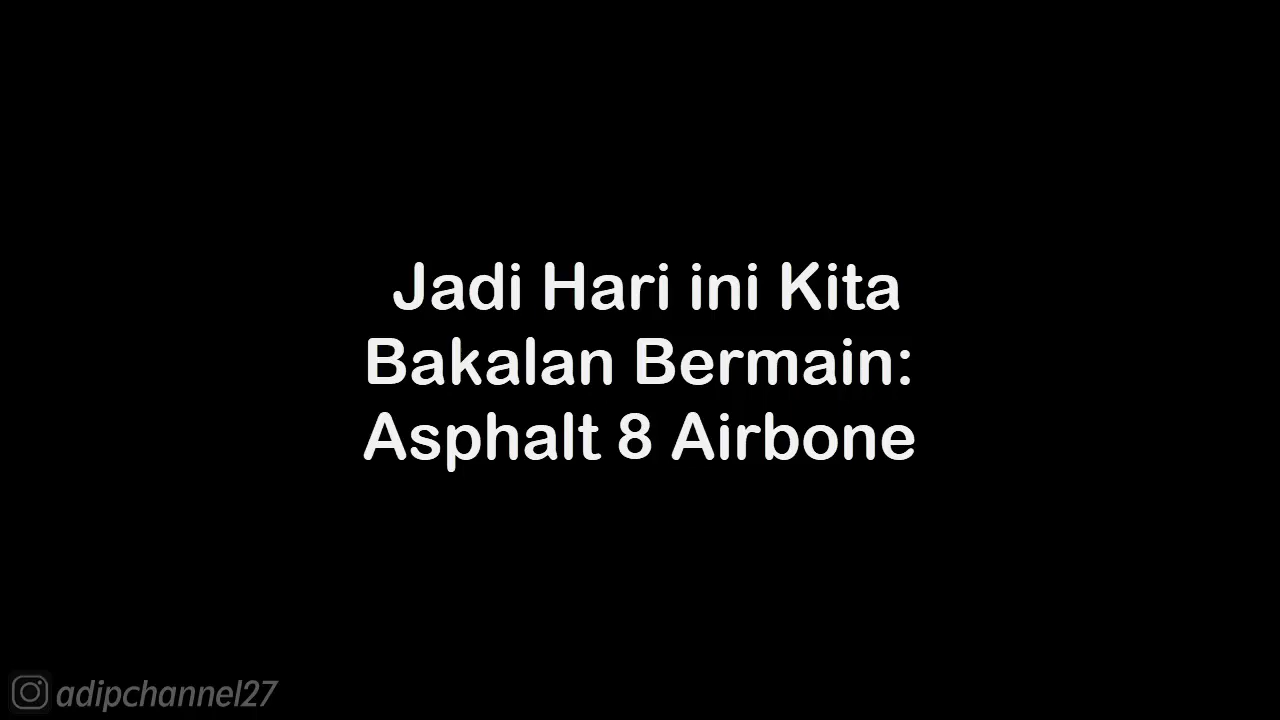 Jadi Hari ini Kita
Bakalan Bermain:
Asphalt 8 Airbone
adipchannel27